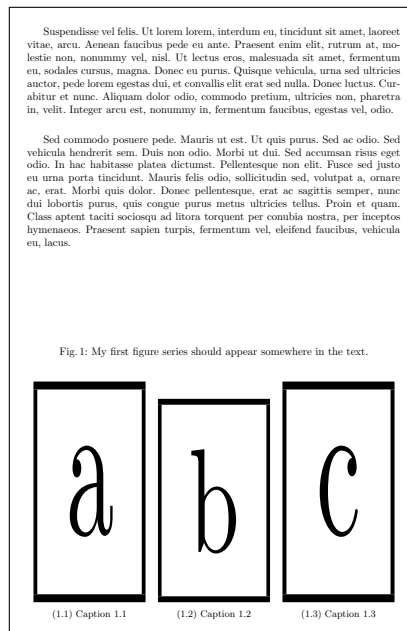 Suspendisse vel felis. Ut lorem lorem, interdum eu, tincidunt sit amet, laoreet
vitae, arcu. Aenean faucibus pede eu ante. Praesent enim elit, rutrum at, mo-
lestie non, nonummy vel, nisl. Ut lectus eros, malesuada sit amet, fermentum
eu, sodales cursus, magna. Donec eu purus. Quisque vehicula, urna sed ultricies
auctor, pede lorem egestas dui, et convallis elit erat sed nulla. Donec luctus. Cur-
abitur et nunc. Aliquam dolor odio, commodo pretium, ultricies non, pharetra
in, velit. Integer arcu est, nonummy in, fermentum faucibus, egestas vel, odio.
Sed commodo posuere pede. Mauris ut est. Ut quis purus. Sed ac odio. Sed
vehicula hendrerit sem. Duis non odio. Morbi ut dui. Sed accumsan risus eget
odio. In hac habitasse platea dictumst. Pellentesque non elit. Fusce sed justo
eu urna porta tincidunt. Mauris felis odio, sollicitudin sed, volutpat a, ornare
ac, erat. Morbi quis dolor. Donec pellentesque, erat ac sagittis semper, nunc
dui lobortis purus, quis congue purus metus ultricies tellus. Proin et quam.
Class aptent taciti sociosqu ad litora torquent per conubia nostra, per inceptos
hymenaeos. Praesent sapien turpis, fermentum vel, eleifend faucibus, vehicula
eu, lacus.
Fig. 1: My first figure series should appear somewhere in the text.
a b c
(1.1) Caption 1.1 (1.2) Caption 1.2 (1.3) Caption 1.3